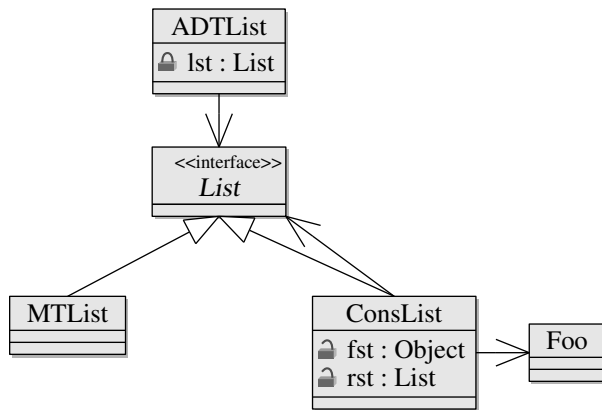 ADTList
lst : List
<<interface>>
List
MTList
ConsList
fst : Object
rst : List
Foo